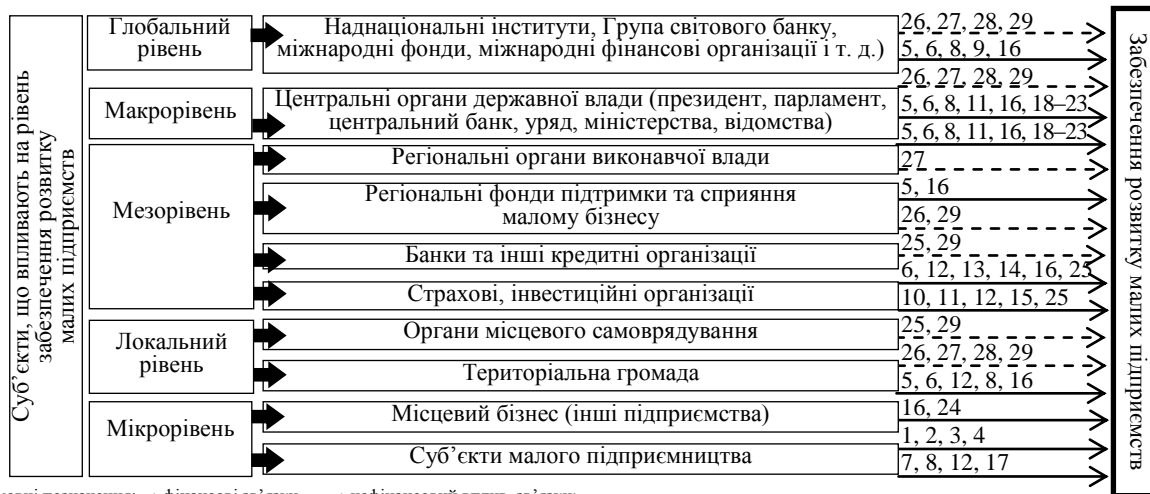 Суб’єкти, що впливають на рівень
забезпечення розвитку
малих підприємств
Глобальний
рівень
Наднаціональні інститути, Група світового банку,
міжнародні фонди, міжнародні фінансові організації і т. д.)
26, 27, 28, 29
5, 6, 8, 9, 16
Макрорівень
Центральні органи державної влади (президент, парламент,
центральний банк, уряд, міністерства, відомства)
26, 27, 28, 29
5, 6, 8, 11, 16, 18–23
5, 6, 8, 11, 16, 18–23
Мезорівень
Регіональні органи виконавчої влади
27
Регіональні фонди підтримки та сприяння
малому бізнесу
5, 16
26, 29
Банки та інші кредитні організації
25, 29
6, 12, 13, 14, 16, 25
Страхові, інвестиційні організації
10, 11, 12, 15, 25
Локальний
рівень
Органи місцевого самоврядування
25, 29
26, 27, 28, 29
Територіальна громада
5, 6, 12, 8, 16
Мікрорівень
Місцевий бізнес (інші підприємства)
16, 24
1, 2, 3, 4
Суб’єкти малого підприємництва
7, 8, 12, 17
Забезпечення розвитку малих підприємств